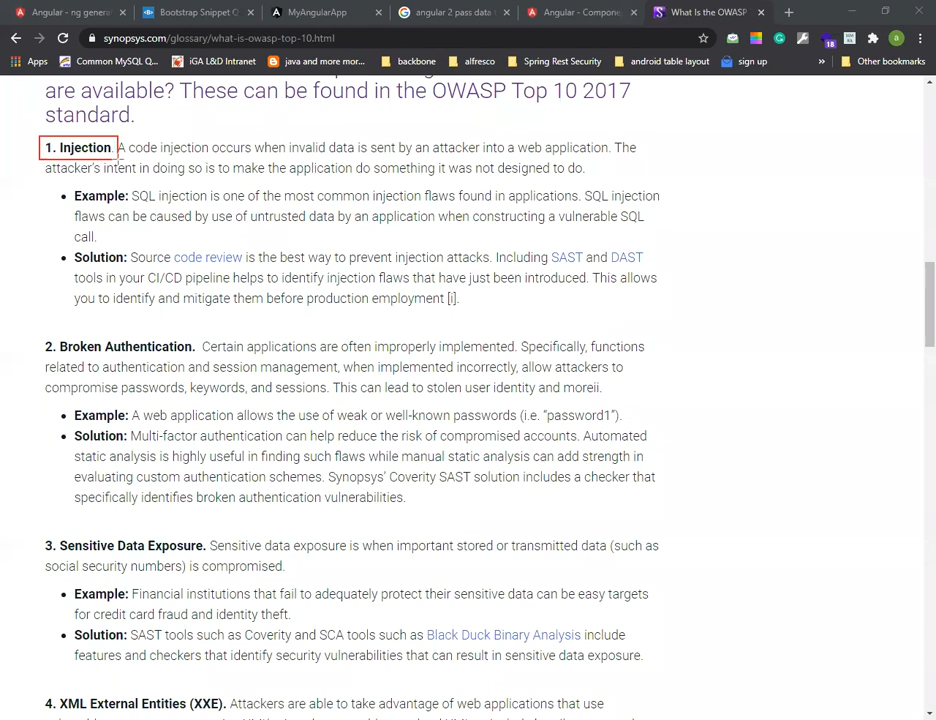 Angular - ng generat
Bootstrap Snippet O
MyAngularApp
angular 2 pass data f
Angular - Compone
What Is the OWASP
synopsys.com/glossary/what-is-owasp-top-10.html
18
a
Apps
Common MySQL Q...
iGA L&D Intranet
java and more mor...
backbone
alfresco
Spring Rest Security
android table layout
sign up
»
Other bookmarks
are available? These can be found in the OWASP Top 10 2017
standard.
1. Injection. A code injection occurs when invalid data is sent by an attacker into a web application. The
attacker's intent in doing so is to make the application do something it was not designed to do.
• Example: SQL injection is one of the most common injection flaws found in applications. SQL injection
flaws can be caused by use of untrusted data by an application when constructing a vulnerable SQL
call.
• Solution: Source code review is the best way to prevent injection attacks. Including SAST and DAST
tools in your CI/CD pipeline helps to identify injection flaws that have just been introduced. This allows
you to identify and mitigate them before production employment [i].
2. Broken Authentication. Certain applications are often improperly implemented. Specifically, functions
related to authentication and session management, when implemented incorrectly, allow attackers to
compromise passwords, keywords, and sessions. This can lead to stolen user identity and moreii.
• Example: A web application allows the use of weak or well-known passwords (i.e. “password1”).
• Solution: Multi-factor authentication can help reduce the risk of compromised accounts. Automated
static analysis is highly useful in finding such flaws while manual static analysis can add strength in
evaluating custom authentication schemes. Synopsys’ Coverity SAST solution includes a checker that
specifically identifies broken authentication vulnerabilities.
3. Sensitive Data Exposure. Sensitive data exposure is when important stored or transmitted data (such as
social security numbers) is compromised.
• Example: Financial institutions that fail to adequately protect their sensitive data can be easy targets
for credit card fraud and identity theft.
• Solution: SAST tools such as Coverity and SCA tools such as Black Duck Binary Analysis include
features and checkers that identify security vulnerabilities that can result in sensitive data exposure.
4. XML External Entities (XXE). Attackers are able to take advantage of web applications that use